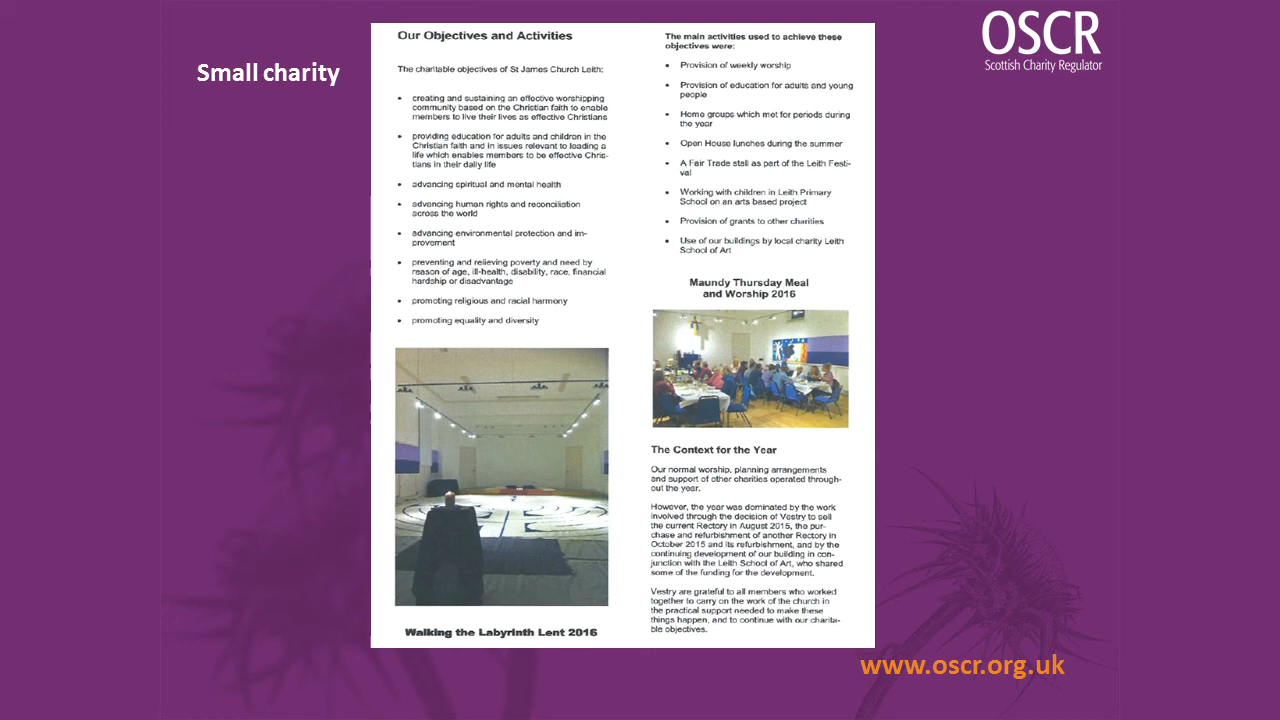 Small charity
OSCR
Scottish Charity Regulator
Our Objectives and Activities
The charitable objectives of St James Church Leith:
• creating and sustaining an effective worshipping
community based on the Christian faith to enable
members to live their lives as effective Christians
• providing education for adults and children in the
Christian faith and in issues relevant to leading a
life which enables members to be effective Chris-
tians in their daily life
• advancing spiritual and mental health
• advancing human rights and reconciliation
across the world
• advancing environmental protection and im-
provement
• preventing and relieving poverty and need by
reason of age, ill-health, disability, race, financial
hardship or disadvantage
• promoting religious and racial harmony
• promoting equality and diversity
Walking the Labyrinth Lent 2016
The main activities used to achieve these
objectives were:
• Provision of weekly worship
• Provision of education for adults and young
people
• Home groups which met for periods during
the year
• Open House lunches during the summer
• A Fair Trade stall as part of the Leith Festi-
val
• Working with children in Leith Primary
School on an arts based project
• Provision of grants to other charities
• Use of our buildings by local charity Leith
School of Art
Maundy Thursday Meal
and Worship 2016
The Context for the Year
Our normal worship, planning arrangements
and support of other charities operated through-
out the year.
However, the year was dominated by the work
involved through the decision of Vestry to sell
the current Rectory in August 2015, the pur-
chase and refurbishment of another Rectory in
October 2015 and its refurbishment, and by the
continuing development of our building in con-
junction with the Leith School of Art, who shared
some of the funding for the development.
Vestry are grateful to all members who worked
together to carry on the work of the church in
the practical support needed to make these
things happen, and to continue with our charita-
ble objectives.
www.oscr.org.uk